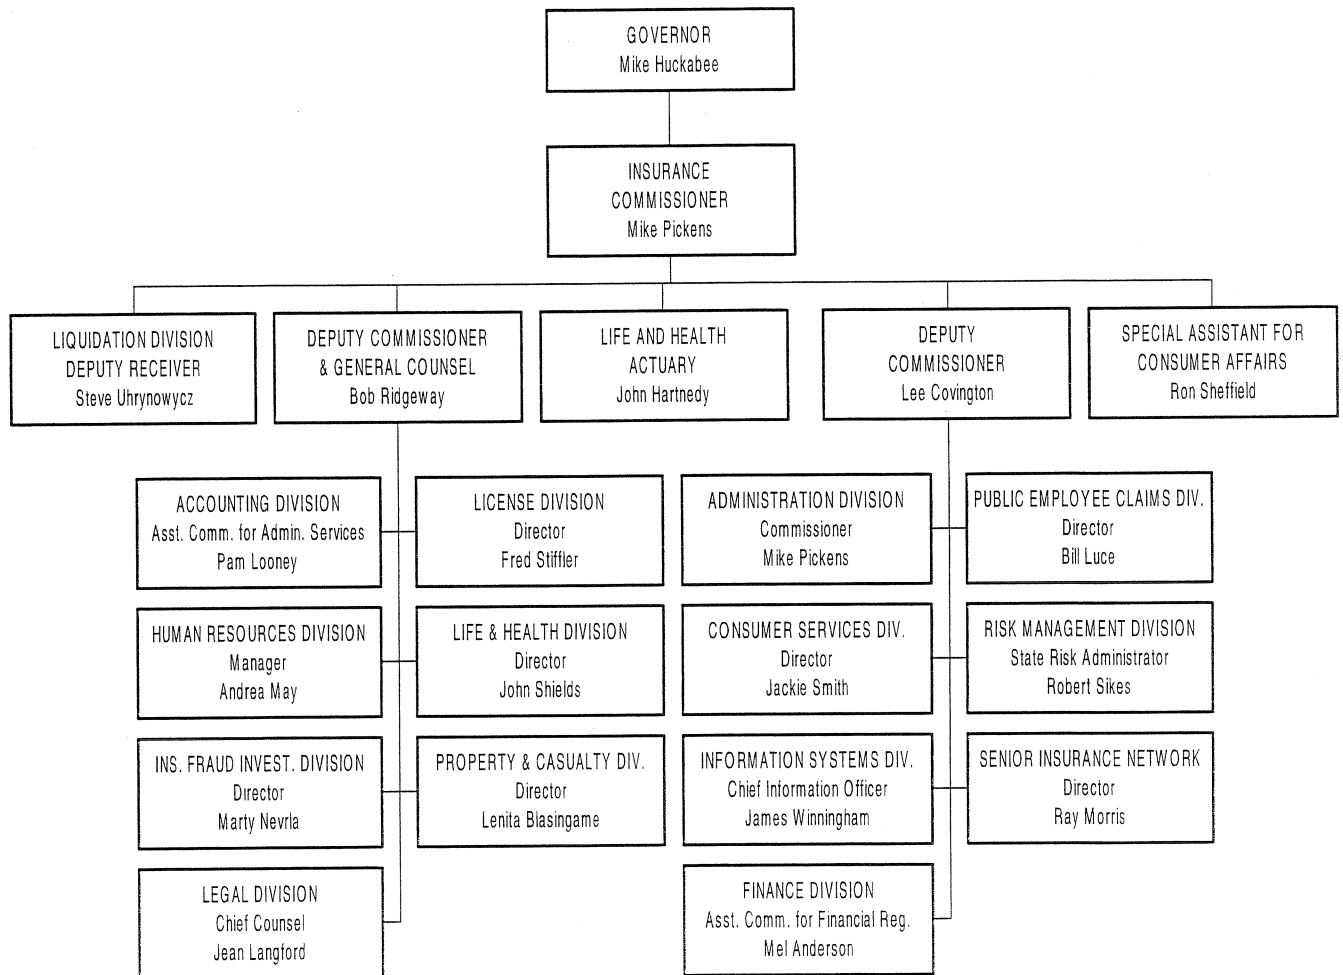 GOVERNOR
Mike Huckabee
INSURANCE
COMMISSIONER
Mike Pickens
LIQUIDATION DIVISION
DEPUTY RECEIVER
Steve Uhrynowycz
DEPUTY COMMISSIONER
& GENERAL COUNSEL
Bob Ridgeway
LIFE AND HEALTH
ACTUARY
John Hartnedy
DEPUTY
COMMISSIONER
Lee Covington
SPECIAL ASSISTANT FOR
CONSUMER AFFAIRS
Ron Sheffield
ACCOUNTING DIVISION
Asst. Comm. for Admin. Services
Pam Looney
LICENSE DIVISION
Director
Fred Stiffler
ADMINISTRATION DIVISION
Commissioner
Mike Pickens
PUBLIC EMPLOYEE CLAIMS DIV.
Director
Bill Luce
HUMAN RESOURCES DIVISION
Manager
Andrea May
LIFE & HEALTH DIVISION
Director
John Shields
CONSUMER SERVICES DIV.
Director
Jackie Smith
RISK MANAGEMENT DIVISION
State Risk Administrator
Robert Sikes
INS. FRAUD INVEST. DIVISION
Director
Marty Nevrla
PROPERTY & CASUALTY DIV.
Director
Lenita Blasingame
INFORMATION SYSTEMS DIV.
Chief Information Officer
James Winningham
SENIOR INSURANCE NETWORK
Director
Ray Morris
LEGAL DIVISION
Chief Counsel
Jean Langford
FINANCE DIVISION
Asst. Comm. for Financial Reg.
Mel Anderson